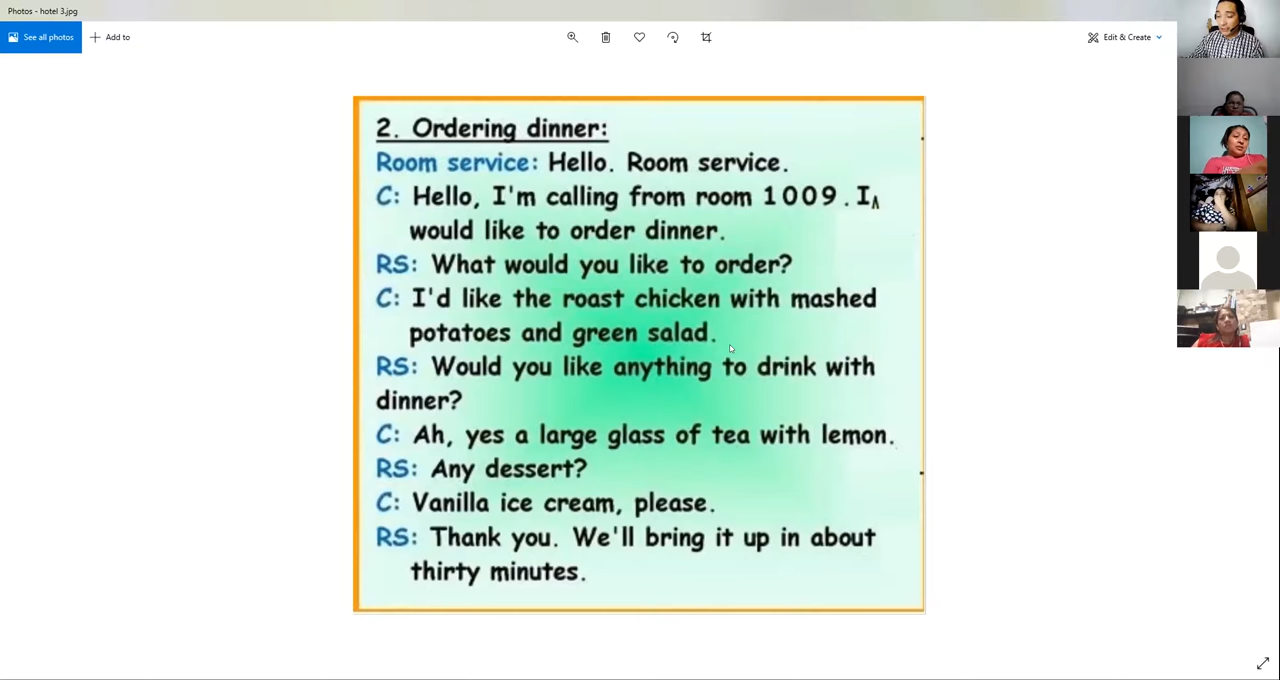 Photos - hotel 3.jpg
See all photos
Add to
Edit & Create
2. Ordering dinner:
Room service: Hello. Room service.
C: Hello, I'm calling from room 1009. I
would like to order dinner.
RS: What would you like to order?
C: I'd like the roast chicken with mashed
potatoes and green salad.
RS: Would you like anything to drink with
dinner?
C: Ah, yes a large glass of tea with lemon.
RS: Any dessert?
C: Vanilla ice cream, please.
RS: Thank you. We'll bring it up in about
thirty minutes.